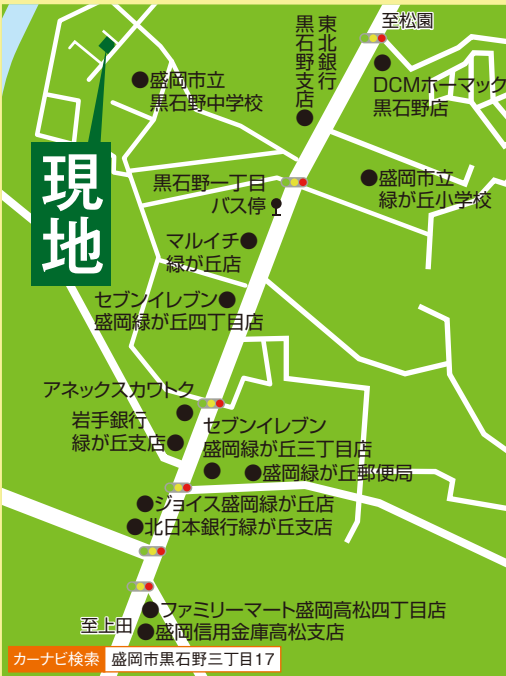 至松園
東北銀行
黒石野支店
DCMホーマック
黒石野店
盛岡市立
黒石野中学校
現地
黒石野一丁目
バス停
盛岡市立
緑が丘小学校
マルイチ
緑が丘店
セブンイレブン
盛岡緑が丘四丁目店
アネックスカワトク
岩手銀行
緑が丘支店
セブンイレブン
盛岡緑が丘三丁目店
盛岡緑が丘郵便局
ジョイス盛岡緑が丘店
北日本銀行緑が丘支店
ファミリーマート盛岡高松四丁目店
至上田
盛岡信用金庫高松支店
カーナビ検索 盛岡市黒石野三丁目17